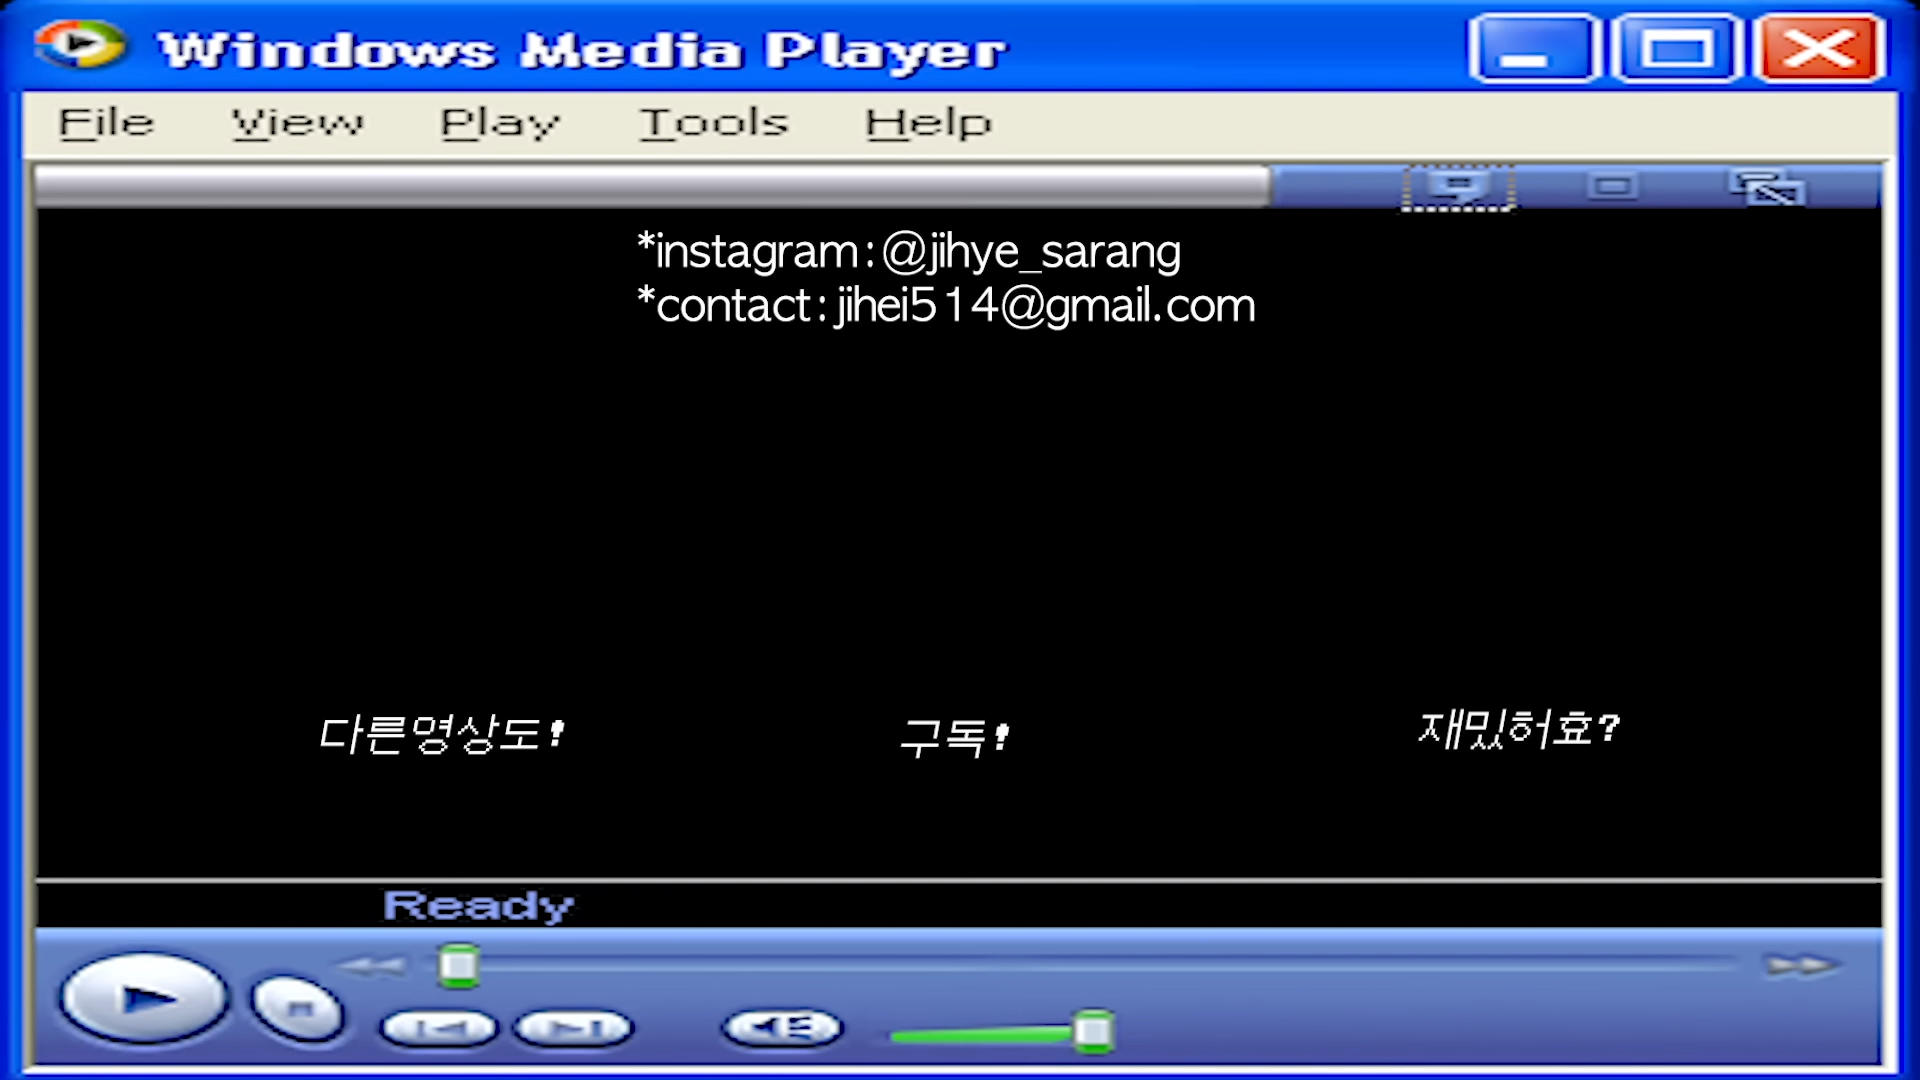 Windows Media Player
File View Play Tools Help
*instagram:@jihye_sarang
*contact:jihei514@gmail.com
다른영상도! 구독! 재밌허효?
Ready